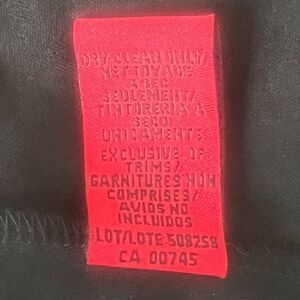 DRY CLEAN ONLY/
NETTOYAGE
A SEC
SEULEMENT/
TINTORERIA A
SECO
UNICAMENTE
EXCLUSIVE OF
TRIMS/
GARNITURES NON
COMPRISES/
AVIOS NO
INCLUIDOS
LOT/LOTE 508258
CA 00745